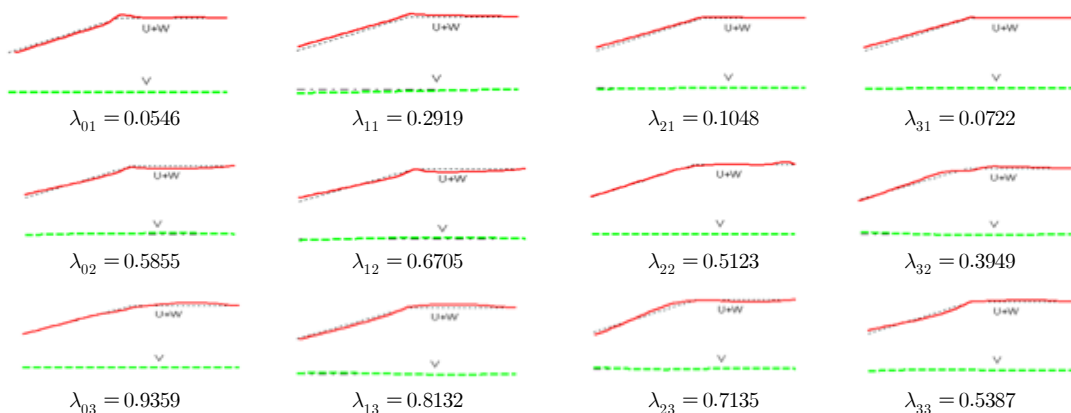 U+W U+W U+W U+W
V V V V
λ₀₁ = 0.0546 λ₁₁ = 0.2919 λ₂₁ = 0.1048 λ₃₁ = 0.0722
U+W U+W U+W U+W
V V V V
λ₀₂ = 0.5855 λ₁₂ = 0.6705 λ₂₂ = 0.5123 λ₃₂ = 0.3949
U+W U+W U+W U+W
V V V V
λ₀₃ = 0.9359 λ₁₃ = 0.8132 λ₂₃ = 0.7135 λ₃₃ = 0.5387